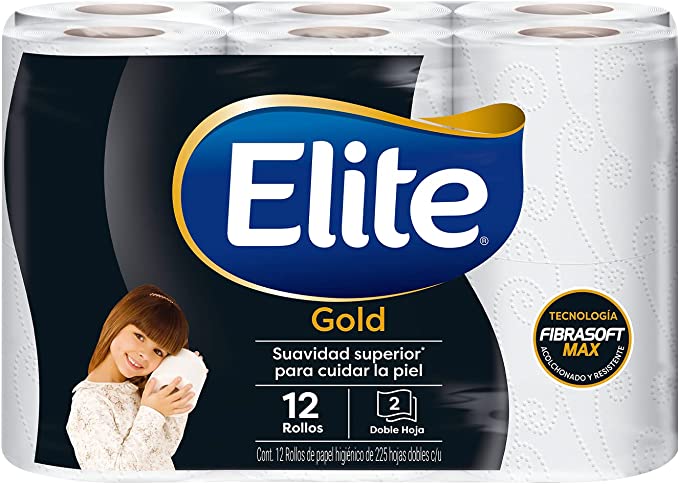 Elite®
Gold
Suavidad superior*
para cuidar la piel
12
Rollos
2
Doble Hoja
Cont. 12 Rollos de papel higiénico de 225 hojas dobles c/u
TECNOLOGÍA
FIBRASOFT
MAX
ACOLCHONADO Y RESISTENTE